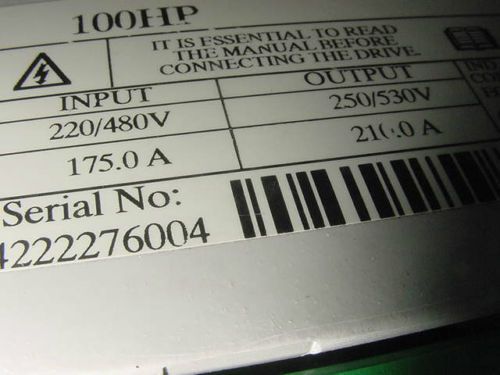 100HP
IT IS ESSENTIAL TO READ
THE MANUAL BEFORE
CONNECTING THE DRIVE.
INPUT OUTPUT
220/480V 250/530V
175.0 A
Serial No:
4222276004